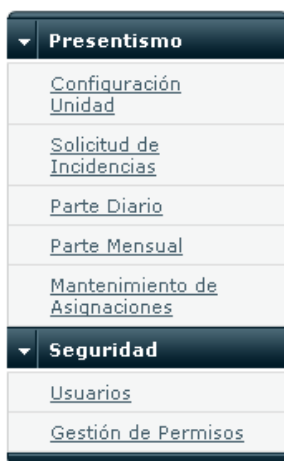 Presentismo
Configuración
Unidad
Solicitud de
Incidencias
Parte Diario
Parte Mensual
Mantenimiento de
Asignaciones
Seguridad
Usuarios
Gestión de Permisos